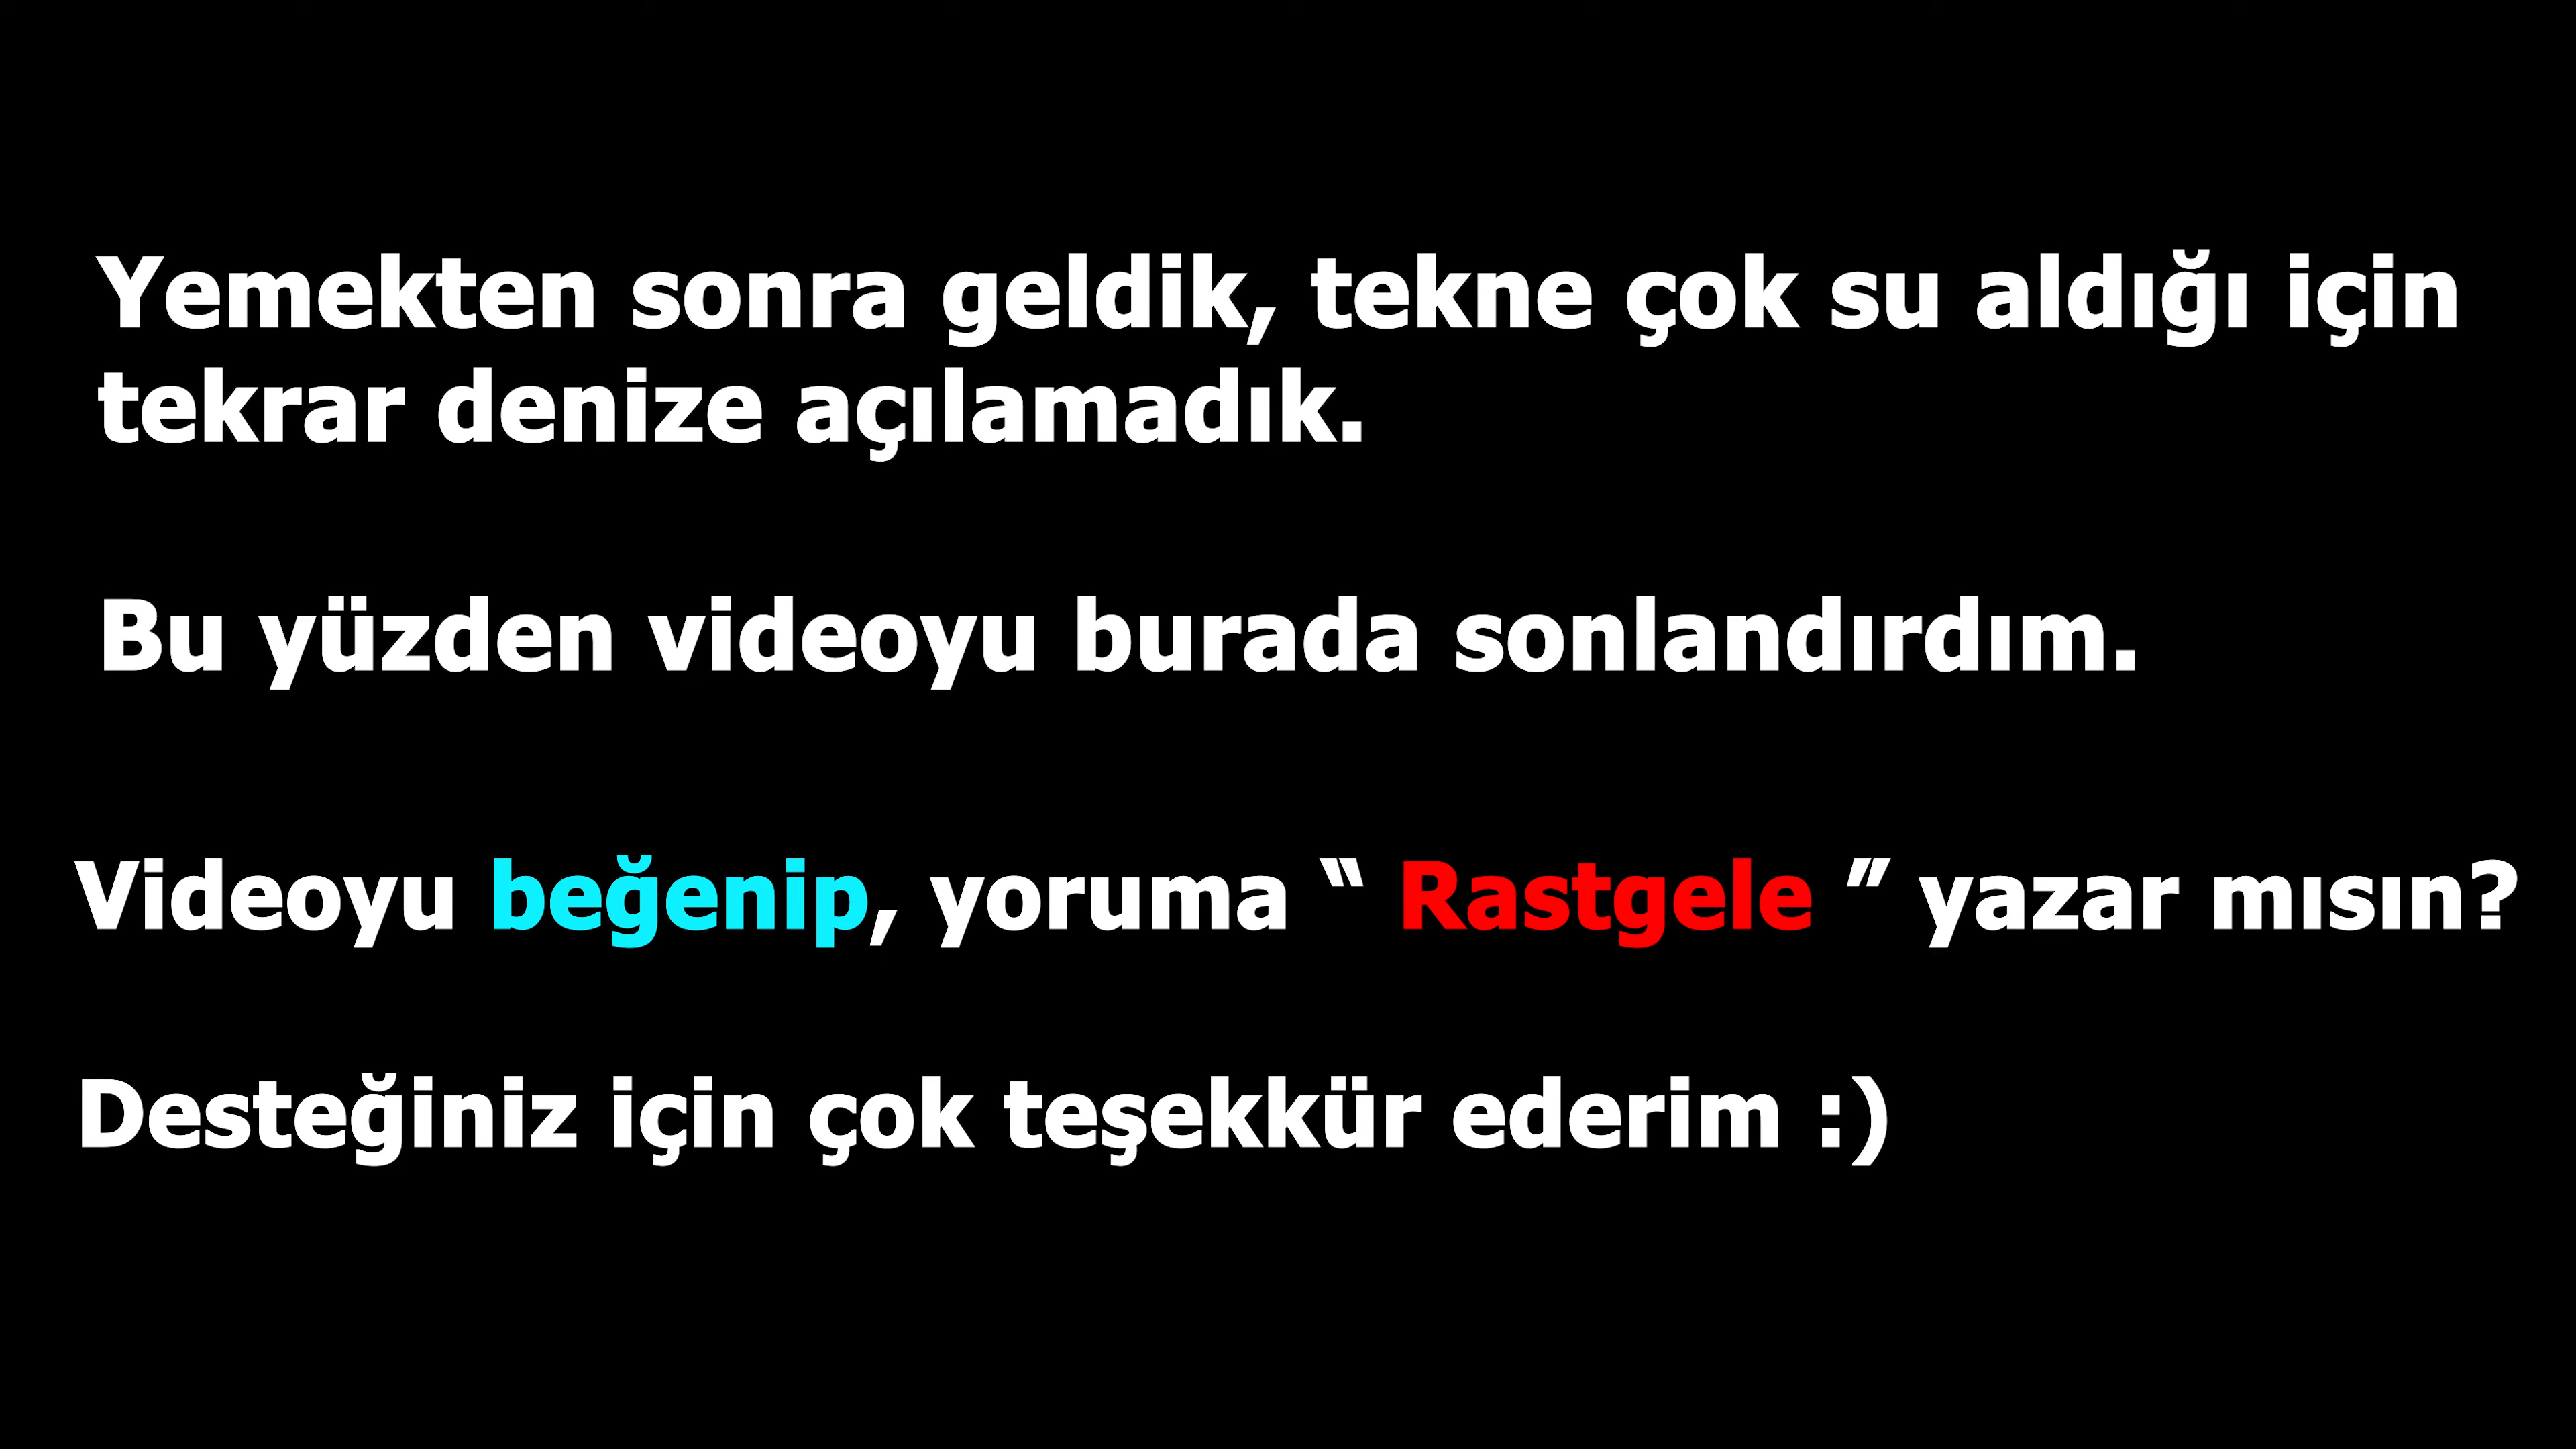 Yemekten sonra geldik, tekne çok su aldığı için
tekrar denize açılamadık.
Bu yüzden videoyu burada sonlandırdım.
Videoyu beğenip, yoruma “ Rastgele ” yazar mısın?
Desteğiniz için çok teşekkür ederim :)